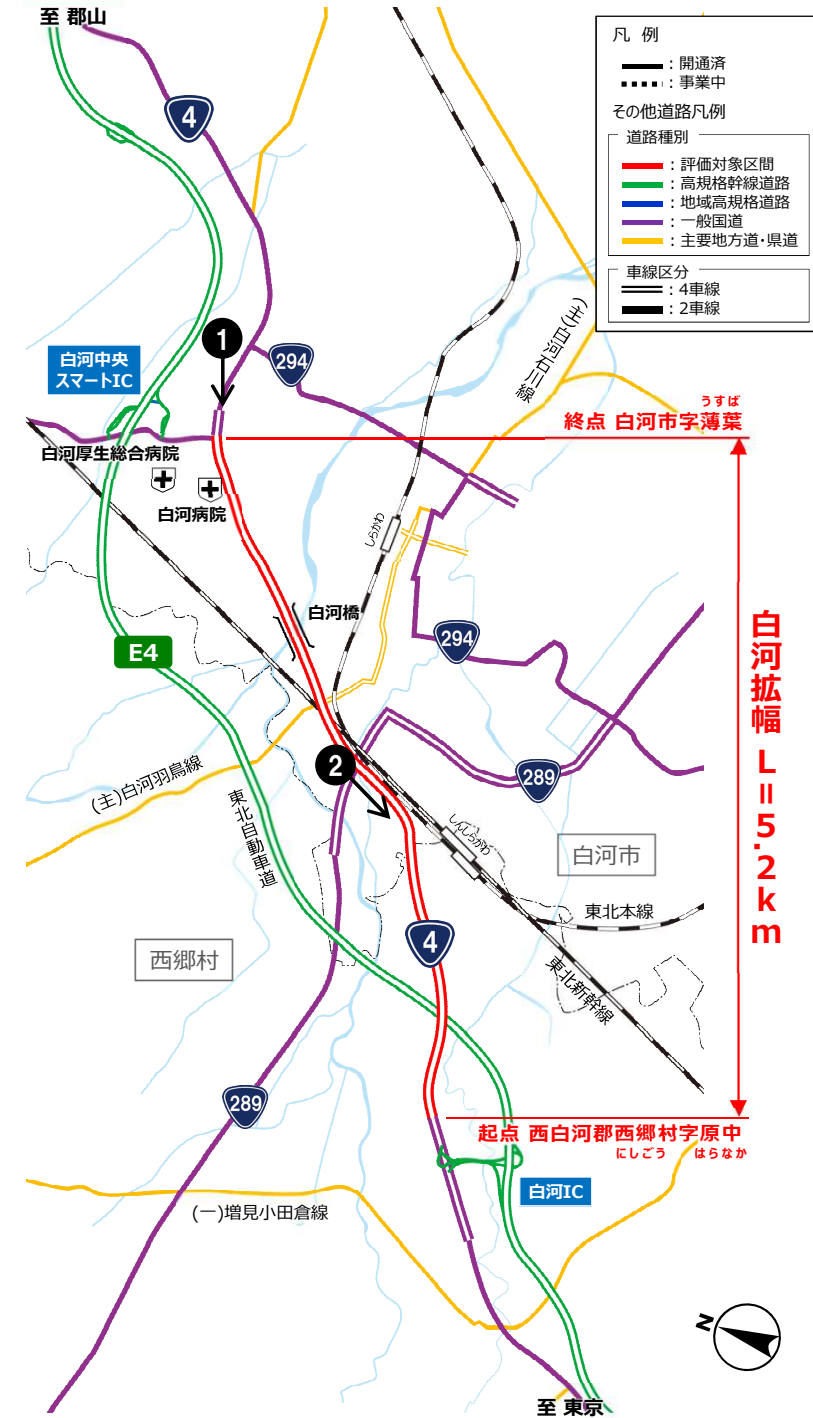 至 郡山
凡 例
：開通済
：事業中
その他道路凡例
道路種別
：評価対象区間
：高規格幹線道路
：地域高規格道路
：一般国道
：主要地方道・県道
車線区分
：4車線
：2車線
4
1
白河中央
スマートIC
294
(主)白河石川線
うすば
終点 白河市字薄葉
白河厚生総合病院
白河病院
しらかわ
白河橋
E4
294
白河拡幅 L=5.2km
2
(主)白河羽鳥線
289
東北自動車道
しんしらかわ
白河市
東北本線
4
西郷村
東北新幹線
289
起点 西白河郡西郷村字原中
にしごう はらなか
白河IC
(一)増見小田倉線
N
至 東京